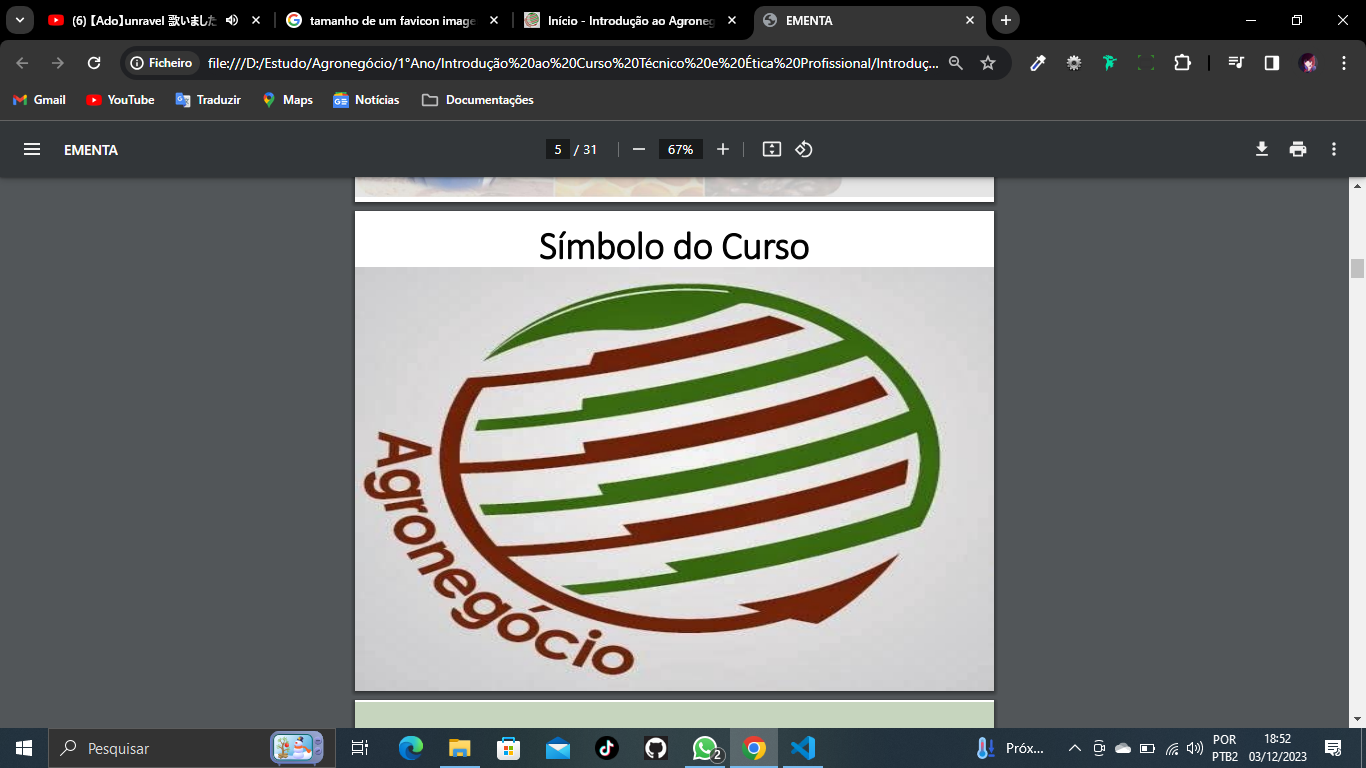 (6) 【Ado】unravel 歌いました
tamanho de um favicon image
Início - Introdução ao Agroneg
EMENTA
Ficheiro
file:///D:/Estudo/Agronegócio/1°Ano/Introdução%20ao%20Curso%20Técnico%20e%20Ética%20Profissional/Introduç...
Gmail
YouTube
Traduzir
Maps
Notícias
Documentações
EMENTA
5 / 31
67%
Símbolo do Curso
Agronegócio
Pesquisar
2
Próx...
POR
PTB2
18:52
03/12/2023